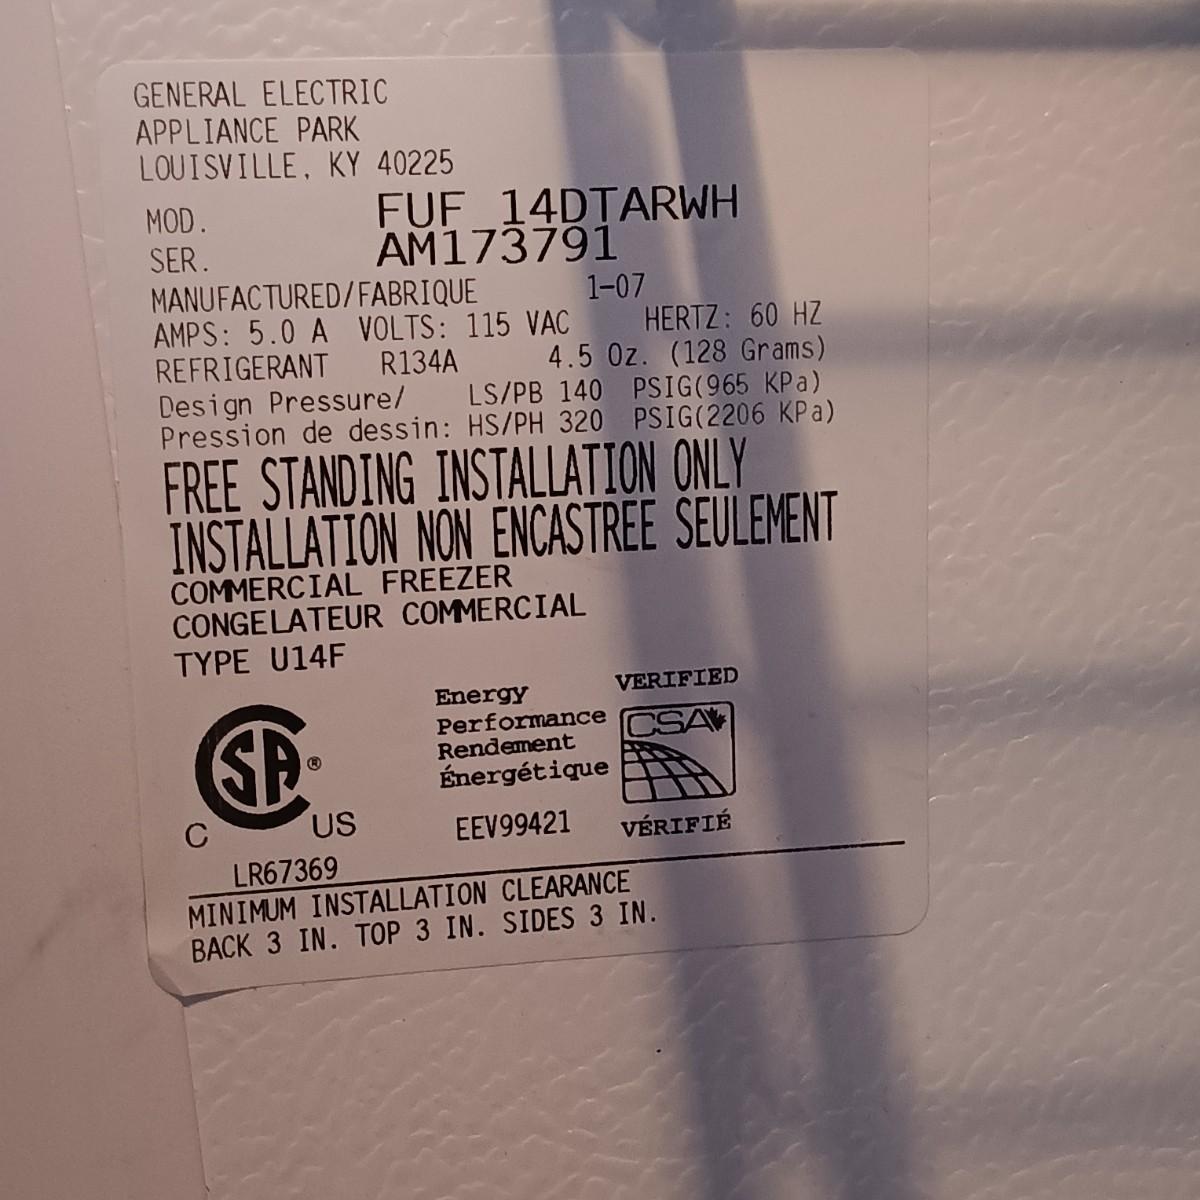 GENERAL ELECTRIC
APPLIANCE PARK
LOUISVILLE, KY 40225
MOD. FUF 14DTARWH
SER. AM173791
MANUFACTURED/FABRIQUE 1-07
AMPS: 5.0 A VOLTS: 115 VAC HERTZ: 60 HZ
REFRIGERANT R134A 4.5 Oz. (128 Grams)
Design Pressure/ LS/PB 140 PSIG(965 KPa)
Pression de dessin: HS/PH 320 PSIG(2206 KPa)
FREE STANDING INSTALLATION ONLY
INSTALLATION NON ENCASTREE SEULEMENT
COMMERCIAL FREEZER
CONGELATEUR COMMERCIAL
TYPE U14F
CSA®
C US
LR67369
Energy
Performance
Rendement
Énergétique
EEV99421
VERIFIED
CSA
VÉRIFIÉ
MINIMUM INSTALLATION CLEARANCE
BACK 3 IN. TOP 3 IN. SIDES 3 IN.